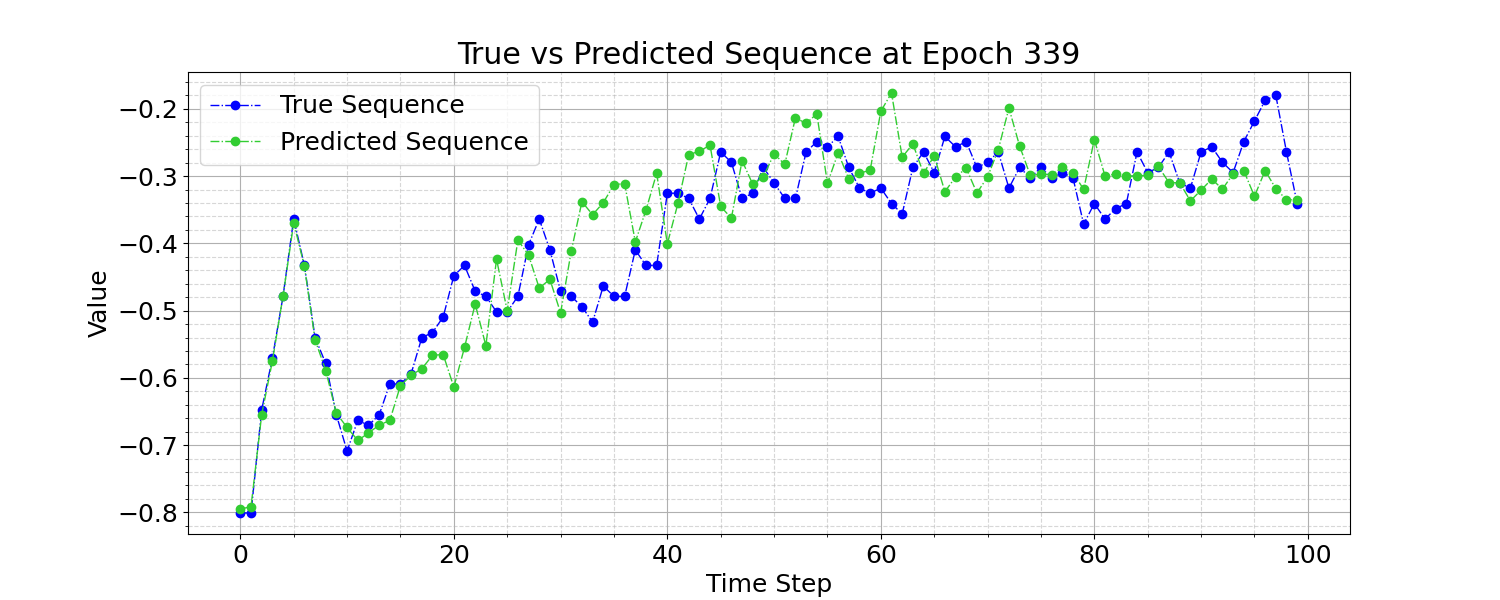 True vs Predicted Sequence at Epoch 339
True Sequence
Predicted Sequence
Value
−0.2
−0.3
−0.4
−0.5
−0.6
−0.7
−0.8
0 20 40 60 80 100
Time Step